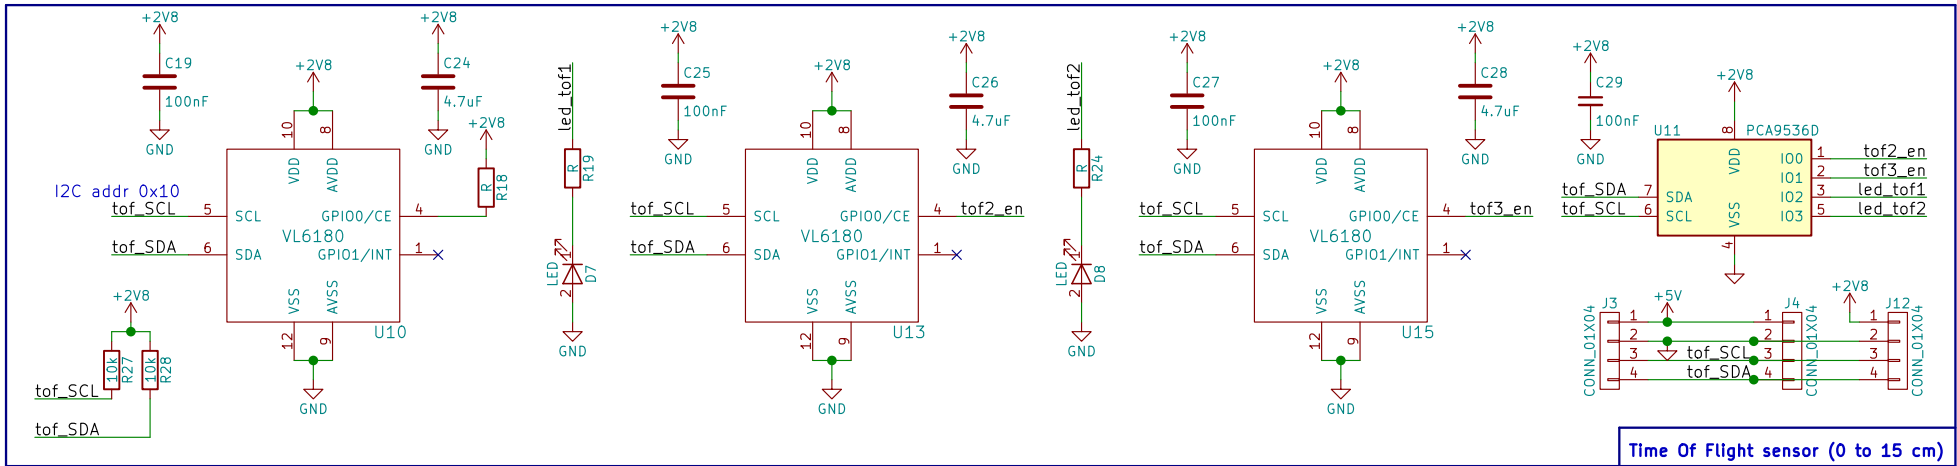 +2V8
C19
100nF
GND
+2V8
+2V8
C24
4.7uF
GND
+2V8
R
R18
10
8
VDD
AVDD
I2C addr 0x10
tof_SCL
5
SCL
GPIO0/CE
4
VL6180
tof_SDA
6
SDA
GPIO1/INT
1
VSS
AVSS
U10
12
9
GND
+2V8
10k
R27
10k
R28
tof_SCL
tof_SDA
led_tof1
R
R19
LED
1
D7
2
GND
+2V8
C25
100nF
GND
+2V8
+2V8
C26
4.7uF
GND
10
8
VDD
AVDD
tof_SCL
5
SCL
GPIO0/CE
4
tof2_en
VL6180
tof_SDA
6
SDA
GPIO1/INT
1
VSS
AVSS
U13
12
9
GND
led_tof2
R
R24
LED
1
D8
2
GND
+2V8
C27
100nF
GND
+2V8
+2V8
C28
4.7uF
GND
10
8
VDD
AVDD
tof_SCL
5
SCL
GPIO0/CE
4
tof3_en
VL6180
tof_SDA
6
SDA
GPIO1/INT
1
VSS
AVSS
U15
12
9
GND
+2V8
C29
100nF
GND
+2V8
8
U11
PCA9536D
VDD
IO0
1
tof2_en
IO1
2
tof3_en
tof_SDA
7
SDA
IO2
3
led_tof1
tof_SCL
6
SCL
IO3
5
led_tof2
VSS
4
J3
+5V
J4
+2V8
J12
1
1
1
2
2
2
3
tof_SCL
3
3
4
tof_SDA
4
4
CONN_01X04
CONN_01X04
CONN_01X04
Time Of Flight sensor (0 to 15 cm)